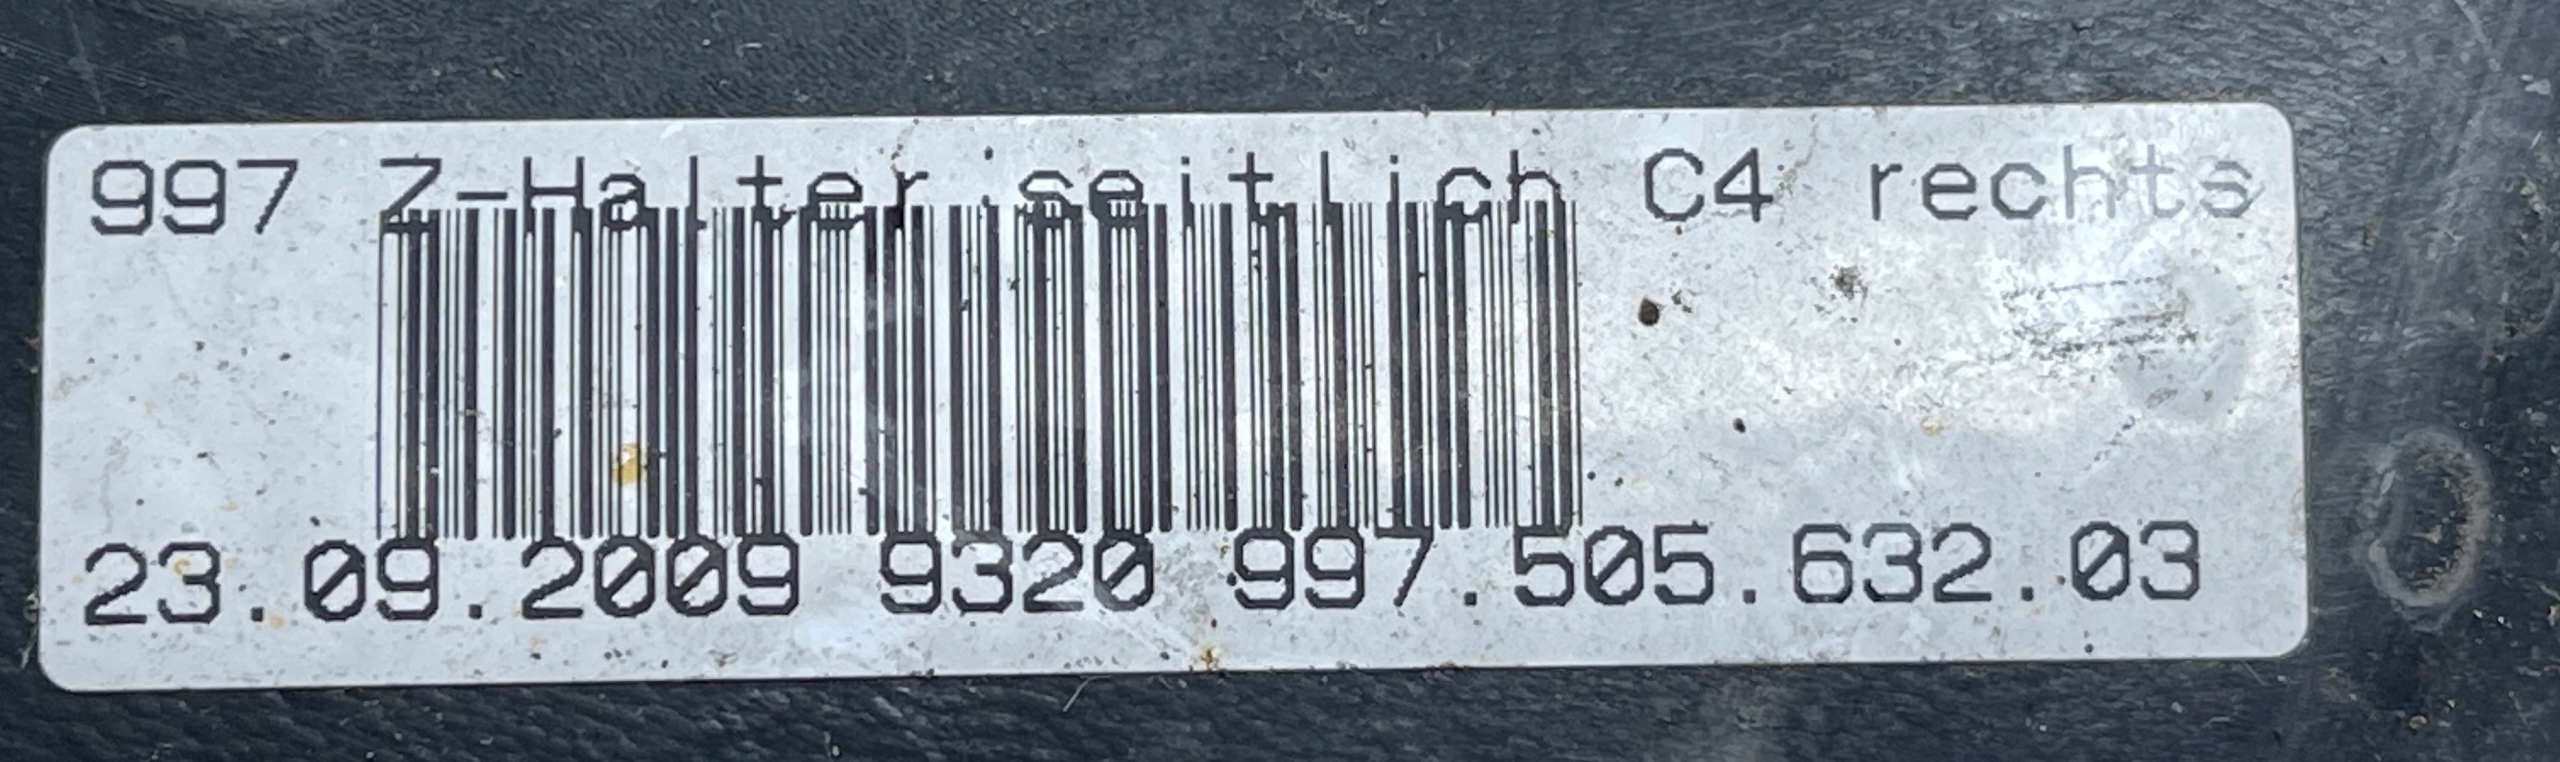 997 Z-Halter seitlich C4 rechts
23.09.2009 9320 997.505.632.03